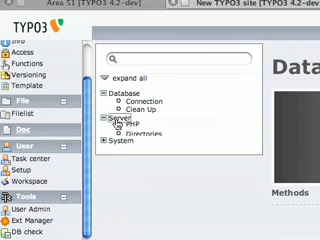 Area 51 [TYPO3 4.2-dev]
New TYPO3 site [TYPO3 4.2-dev
TYPO3
Info
Access
Functions
Versioning
Template
File
Filelist
Doc
User
Task center
Setup
Workspace
Tools
User Admin
Ext Manager
DB check
expand all
Database
Connection
Clean Up
Server
PHP
Directories
System
Data
Methods